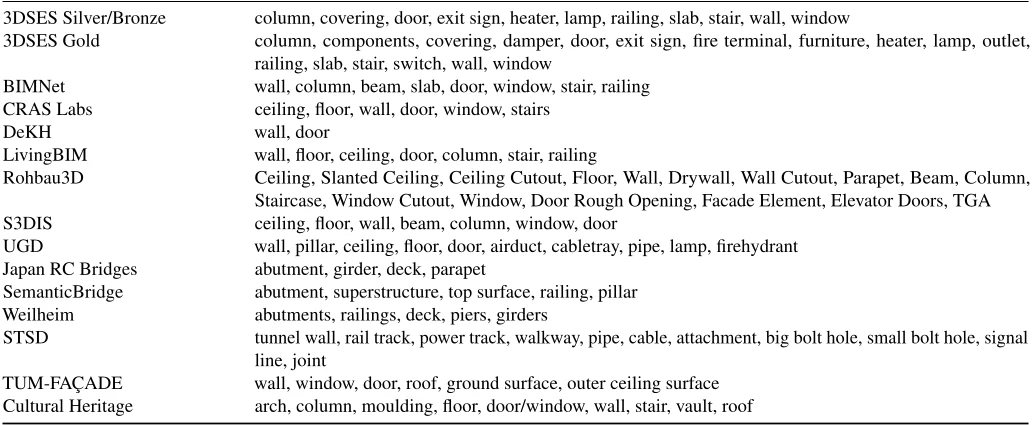 3DSES Silver/Bronze column, covering, door, exit sign, heater, lamp, railing, slab, stair, wall, window
3DSES Gold column, components, covering, damper, door, exit sign, fire terminal, furniture, heater, lamp, outlet,
railing, slab, stair, switch, wall, window
BIMNet wall, column, beam, slab, door, window, stair, railing
CRAS Labs ceiling, floor, wall, door, window, stairs
DeKH wall, door
LivingBIM wall, floor, ceiling, door, column, stair, railing
Rohbau3D Ceiling, Slanted Ceiling, Ceiling Cutout, Floor, Wall, Drywall, Wall Cutout, Parapet, Beam, Column,
Staircase, Window Cutout, Window, Door Rough Opening, Facade Element, Elevator Doors, TGA
S3DIS ceiling, floor, wall, beam, column, window, door
UGD wall, pillar, ceiling, floor, door, airduct, cabletray, pipe, lamp, firehydrant
Japan RC Bridges abutment, girder, deck, parapet
SemanticBridge abutment, superstructure, top surface, railing, pillar
Weilheim abutments, railings, deck, piers, girders
STSD tunnel wall, rail track, power track, walkway, pipe, cable, attachment, big bolt hole, small bolt hole, signal
line, joint
TUM-FAÇADE wall, window, door, roof, ground surface, outer ceiling surface
Cultural Heritage arch, column, moulding, floor, door/window, wall, stair, vault, roof